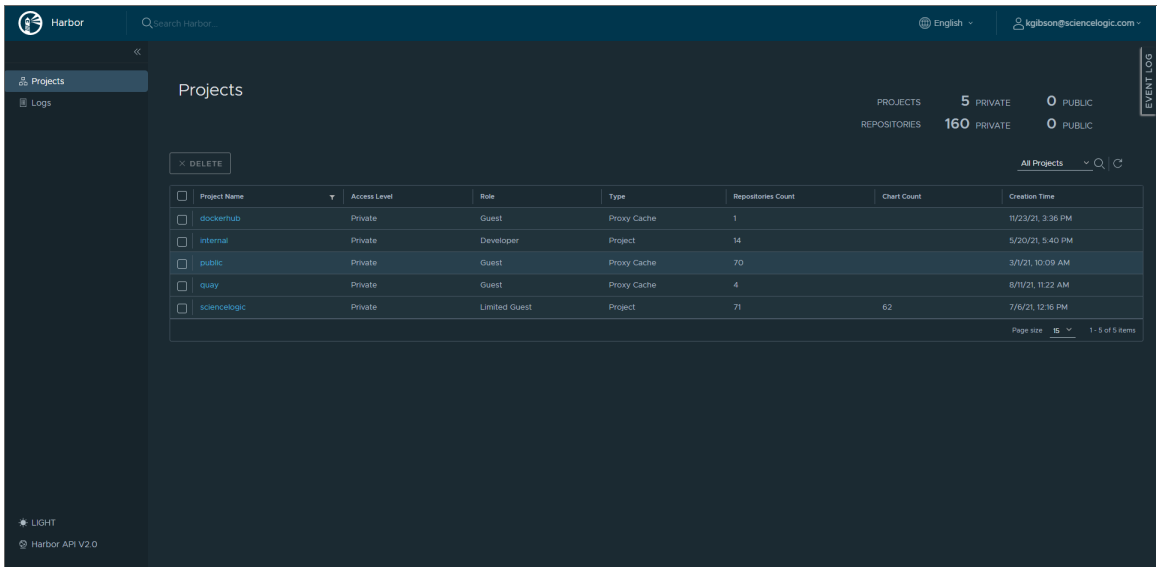 Harbor
Search Harbor...
English
kgibson@sciencelogic.com
Projects
Logs
EVENT LOG
Projects
PROJECTS 5 PRIVATE 0 PUBLIC
REPOSITORIES 160 PRIVATE 0 PUBLIC
DELETE
All Projects
Project Name Access Level Role Type Repositories Count Chart Count Creation Time
dockerhub Private Guest Proxy Cache 1 11/23/21, 3:36 PM
internal Private Developer Project 14 5/20/21, 5:40 PM
public Private Guest Proxy Cache 70 3/1/21, 10:09 AM
quay Private Guest Proxy Cache 4 8/11/21, 11:22 AM
sciencelogic Private Limited Guest Project 71 62 7/6/21, 12:16 PM
Page size 15 1 - 5 of 5 items
LIGHT
Harbor API V2.0